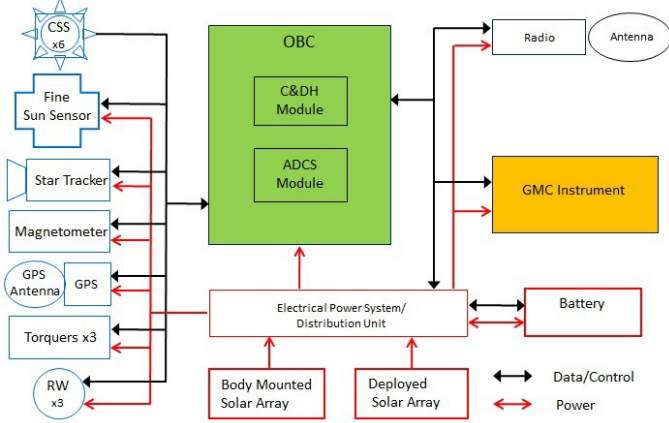 CSS
x6
Fine
Sun Sensor
Star Tracker
Magnetometer
GPS
Antenna
GPS
Torquers x3
RW
x3
OBC
C&DH
Module
ADCS
Module
Radio
Antenna
GMC Instrument
Electrical Power System/
Distribution Unit
Battery
Body Mounted
Solar Array
Deployed
Solar Array
Data/Control
Power